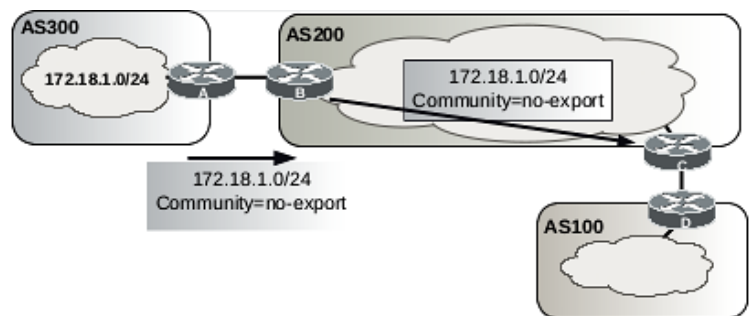 AS300
172.18.1.0/24
A
AS200
B
172.18.1.0/24
Community=no-export
C
172.18.1.0/24
Community=no-export
D
AS100